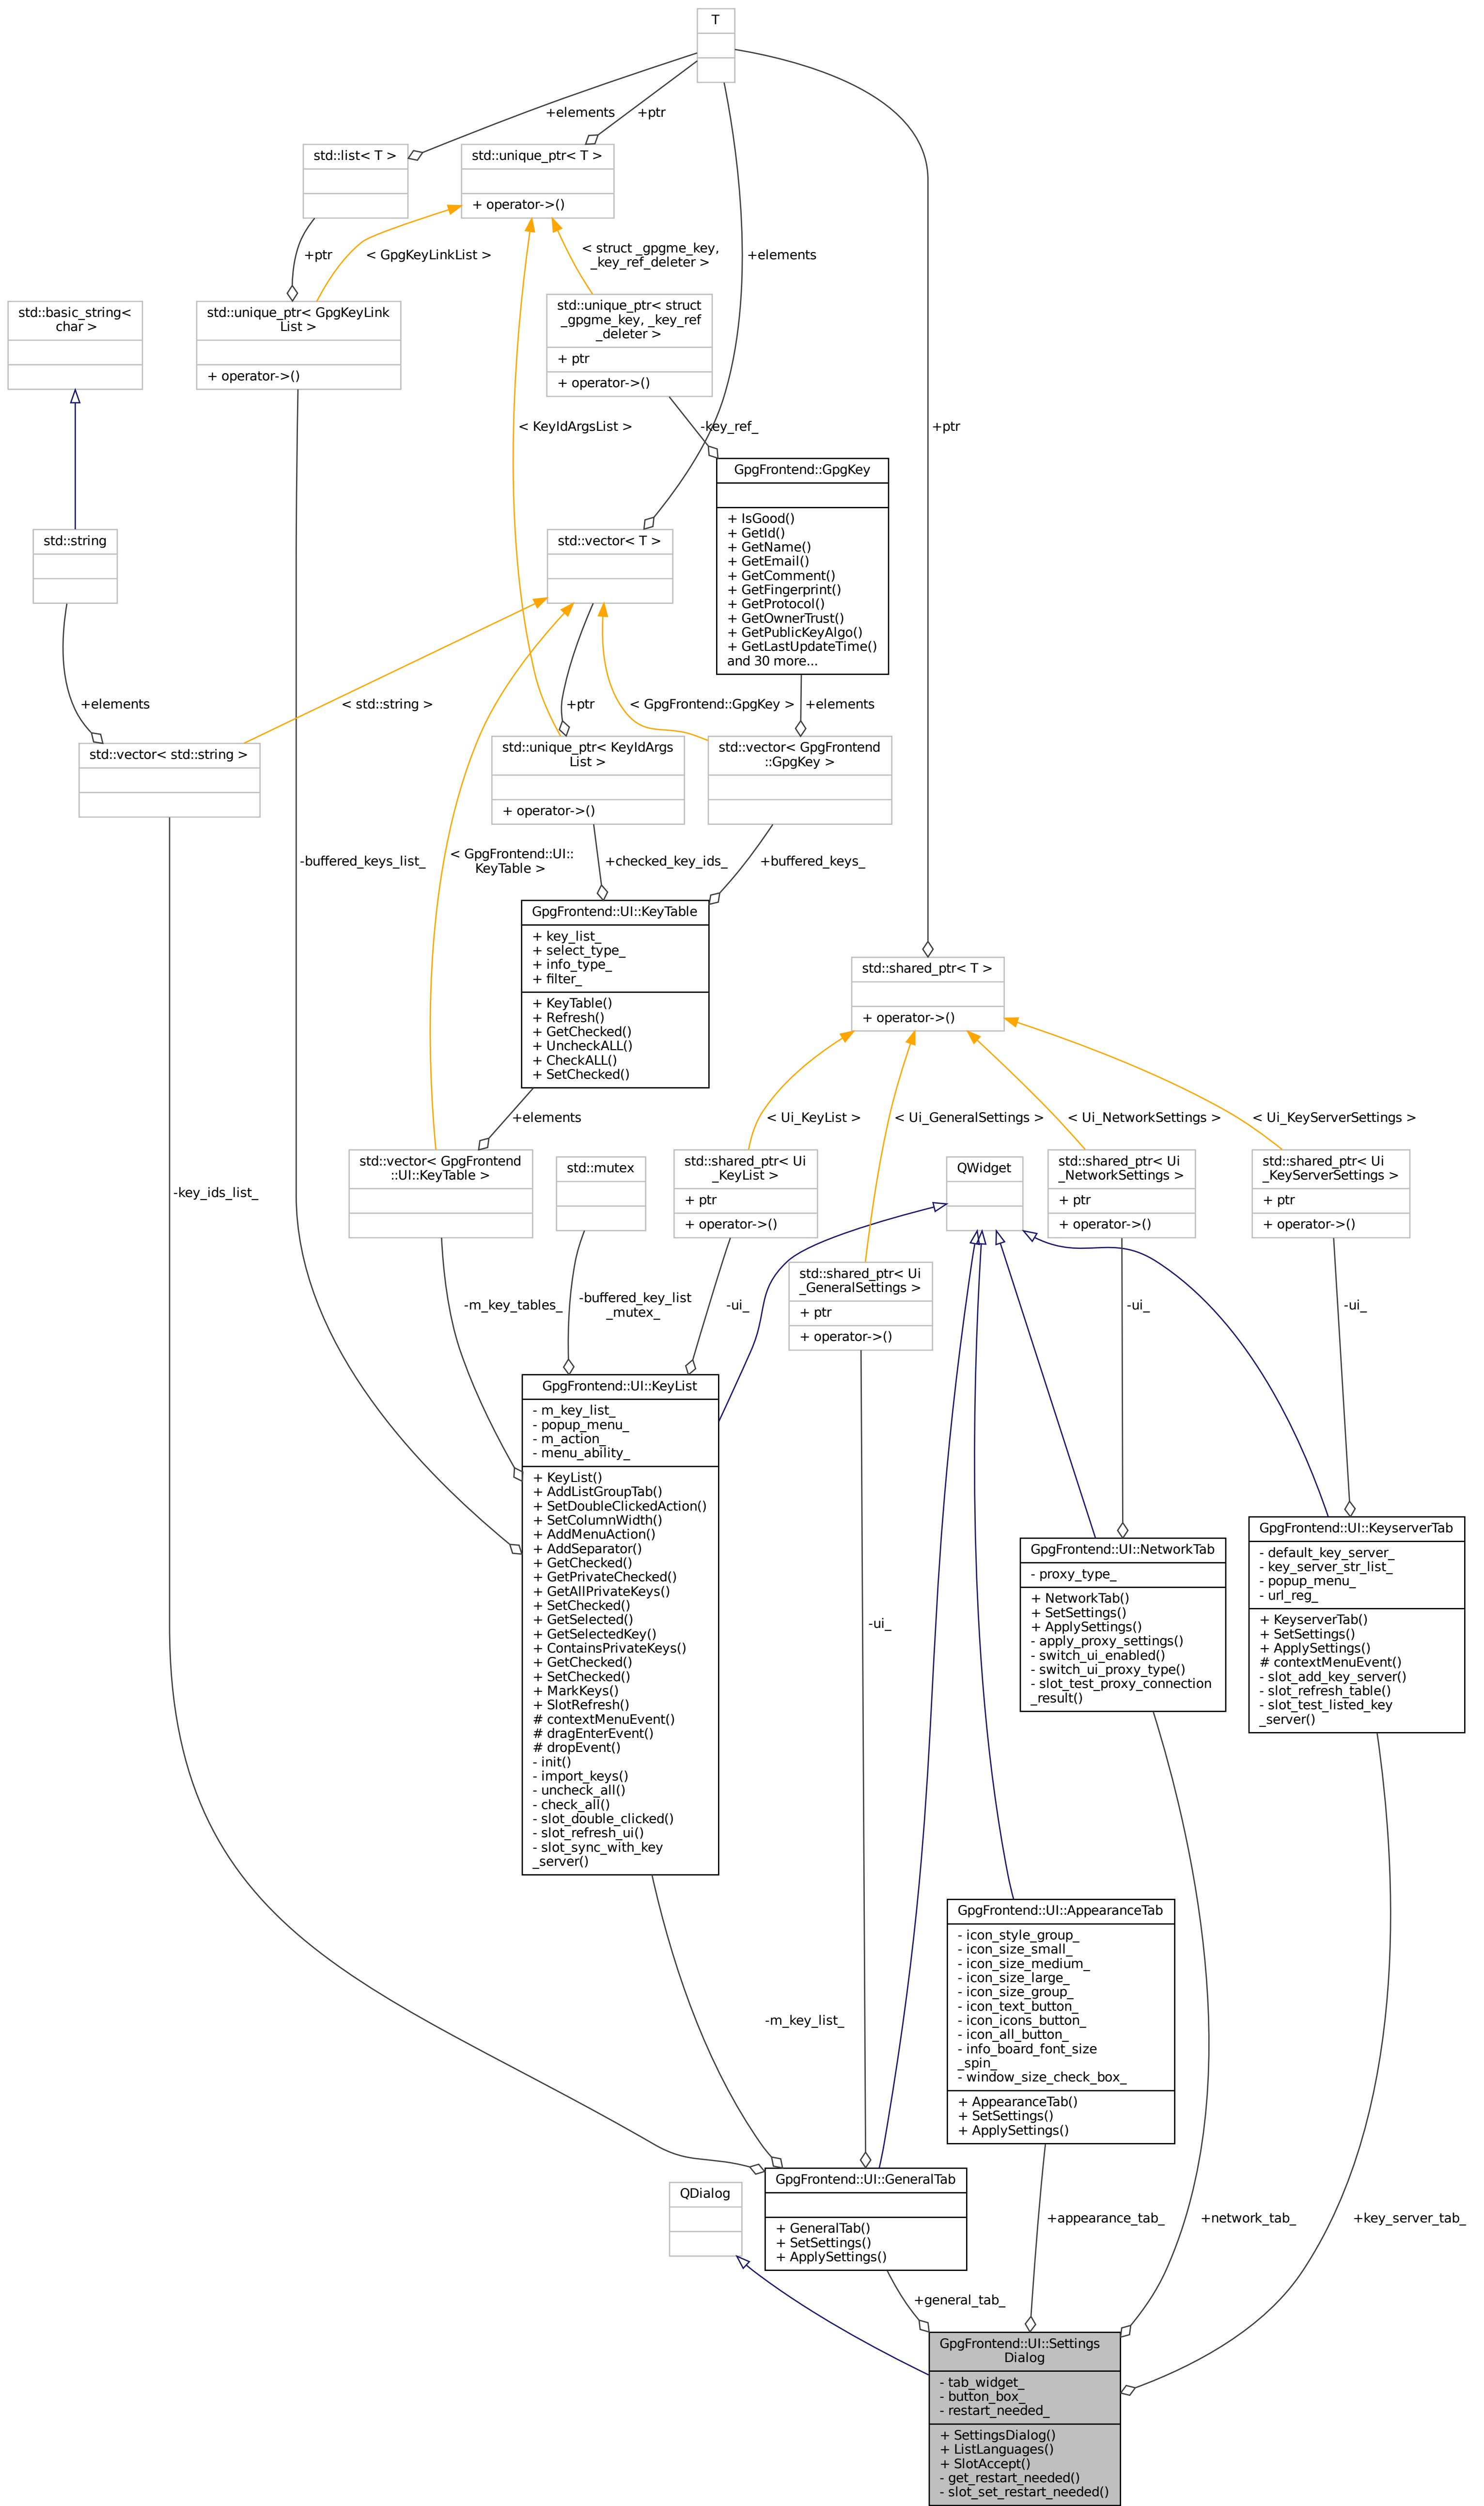 T
+elements
+ptr
std::list< T >
std::unique_ptr< T >
+ operator->()
+ptr
< GpgKeyLinkList >
< struct _gpgme_key,
_key_ref_deleter >
+elements
std::basic_string<
char >
std::unique_ptr< GpgKeyLink
List >
+ operator->()
std::unique_ptr< struct
_gpgme_key, _key_ref
_deleter >
+ ptr
+ operator->()
< KeyIdArgsList >
-key_ref_
+ptr
GpgFrontend::GpgKey
+ IsGood()
+ GetId()
+ GetName()
+ GetEmail()
+ GetComment()
+ GetFingerprint()
+ GetProtocol()
+ GetOwnerTrust()
+ GetPublicKeyAlgo()
+ GetLastUpdateTime()
and 30 more...
std::string
std::vector< T >
+elements
< std::string >
+ptr
< GpgFrontend::GpgKey >
+elements
std::vector< std::string >
std::unique_ptr< KeyIdArgs
List >
+ operator->()
std::vector< GpgFrontend
::GpgKey >
-buffered_keys_list_
< GpgFrontend::UI::
KeyTable >
+checked_key_ids_
+buffered_keys_
GpgFrontend::UI::KeyTable
+ key_list_
+ select_type_
+ info_type_
+ filter_
+ KeyTable()
+ Refresh()
+ GetChecked()
+ UncheckALL()
+ CheckALL()
+ SetChecked()
std::shared_ptr< T >
+ operator->()
+elements
< Ui_KeyList >
< Ui_GeneralSettings >
< Ui_NetworkSettings >
< Ui_KeyServerSettings >
-key_ids_list_
std::vector< GpgFrontend
::UI::KeyTable >
std::mutex
std::shared_ptr< Ui
_KeyList >
+ ptr
+ operator->()
QWidget
std::shared_ptr< Ui
_NetworkSettings >
+ ptr
+ operator->()
std::shared_ptr< Ui
_KeyServerSettings >
+ ptr
+ operator->()
std::shared_ptr< Ui
_GeneralSettings >
+ ptr
+ operator->()
-m_key_tables_
-buffered_key_list
_mutex_
-ui_
-ui_
-ui_
GpgFrontend::UI::KeyList
- m_key_list_
- popup_menu_
- m_action_
- menu_ability_
+ KeyList()
+ AddListGroupTab()
+ SetDoubleClickedAction()
+ SetColumnWidth()
+ AddMenuAction()
+ AddSeparator()
+ GetChecked()
+ GetPrivateChecked()
+ GetAllPrivateKeys()
+ SetChecked()
+ GetSelected()
+ GetSelectedKey()
+ ContainsPrivateKeys()
+ GetChecked()
+ SetChecked()
+ MarkKeys()
+ SlotRefresh()
# contextMenuEvent()
# dragEnterEvent()
# dropEvent()
- init()
- import_keys()
- uncheck_all()
- check_all()
- slot_double_clicked()
- slot_refresh_ui()
- slot_sync_with_key
_server()
-ui_
GpgFrontend::UI::NetworkTab
- proxy_type_
+ NetworkTab()
+ SetSettings()
+ ApplySettings()
- apply_proxy_settings()
- switch_ui_enabled()
- switch_ui_proxy_type()
- slot_test_proxy_connection
_result()
GpgFrontend::UI::KeyserverTab
- default_key_server_
- key_server_str_list_
- popup_menu_
- url_reg_
+ KeyserverTab()
+ SetSettings()
+ ApplySettings()
# contextMenuEvent()
- slot_add_key_server()
- slot_refresh_table()
- slot_test_listed_key
_server()
GpgFrontend::UI::AppearanceTab
- icon_style_group_
- icon_size_small_
- icon_size_medium_
- icon_size_large_
- icon_size_group_
- icon_text_button_
- icon_icons_button_
- icon_all_button_
- info_board_font_size
_spin_
- window_size_check_box_
+ AppearanceTab()
+ SetSettings()
+ ApplySettings()
-m_key_list_
QDialog
GpgFrontend::UI::GeneralTab
+ GeneralTab()
+ SetSettings()
+ ApplySettings()
+appearance_tab_
+network_tab_
+key_server_tab_
+general_tab_
GpgFrontend::UI::Settings
Dialog
- tab_widget_
- button_box_
- restart_needed_
+ SettingsDialog()
+ ListLanguages()
+ SlotAccept()
- get_restart_needed()
- slot_set_restart_needed()